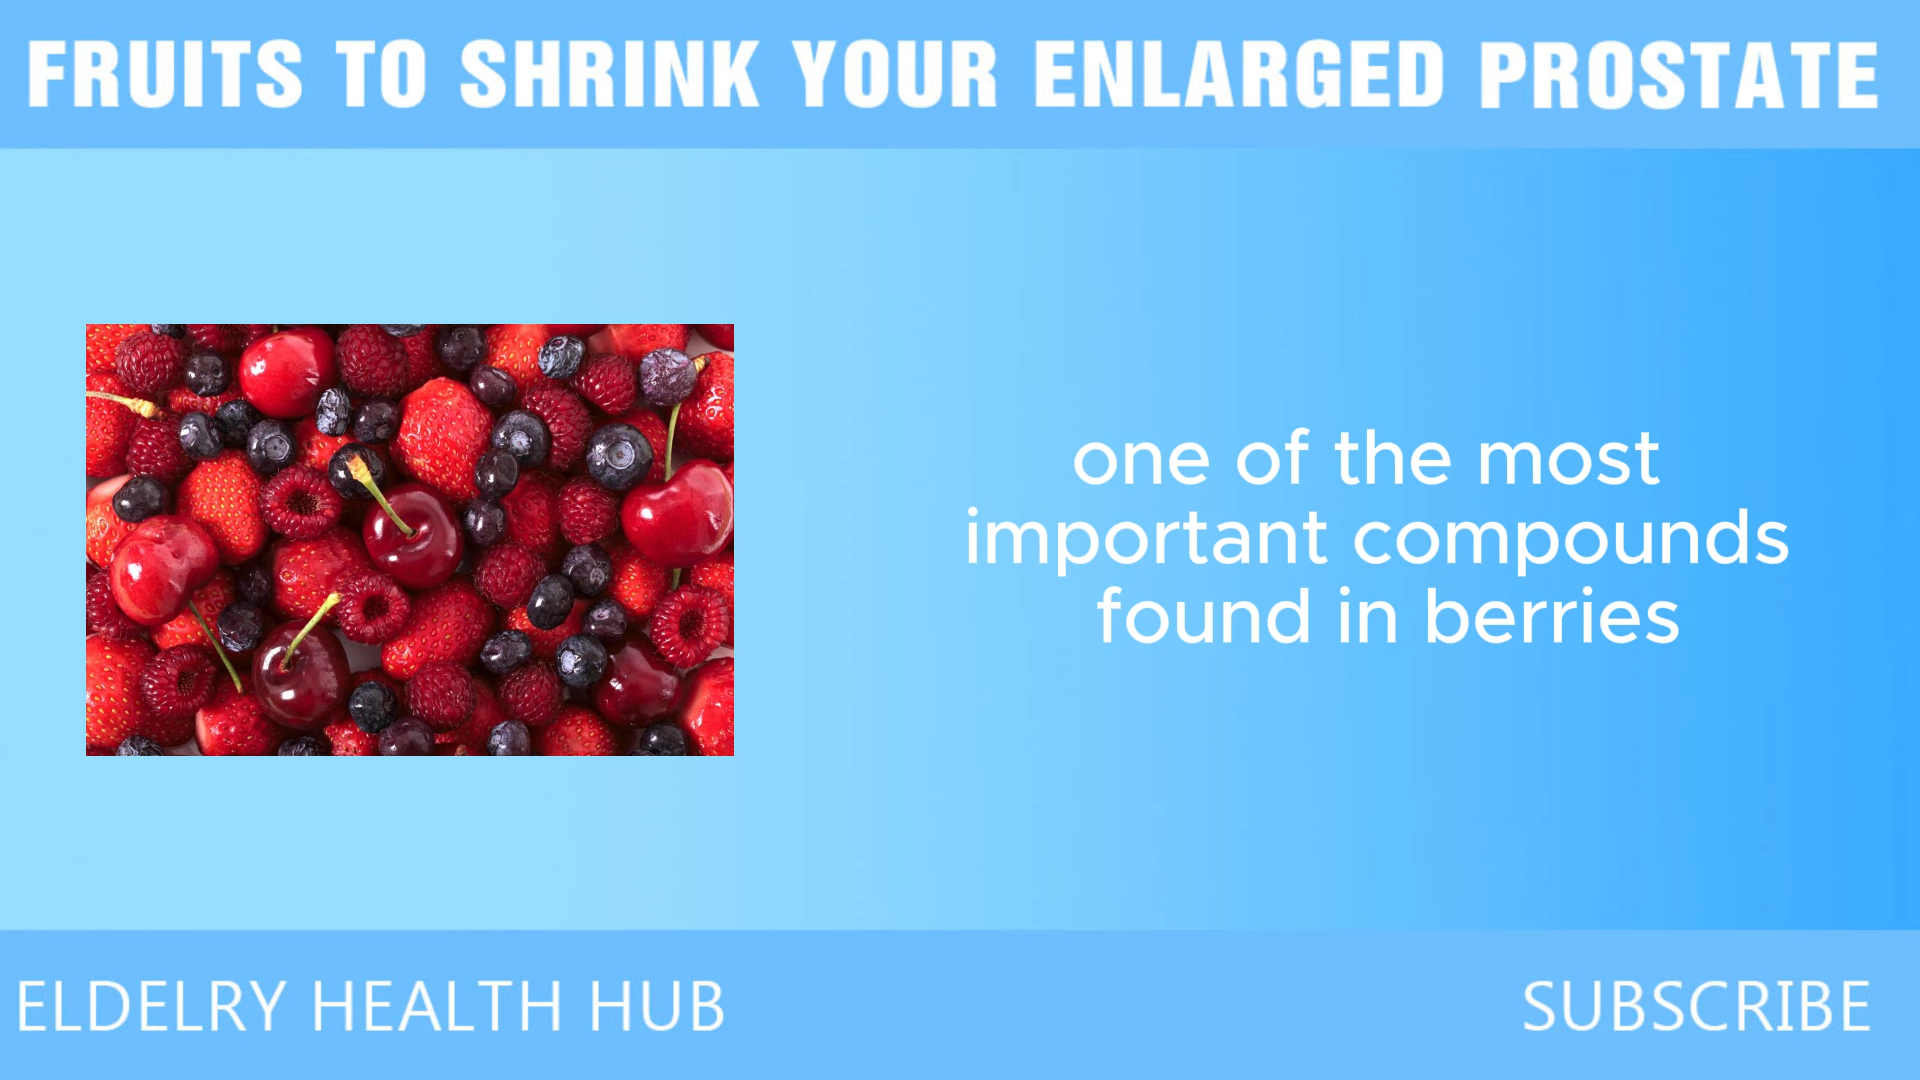 FRUITS TO SHRINK YOUR ENLARGED PROSTATE
one of the most
important compounds
found in berries
ELDELRY HEALTH HUB
SUBSCRIBE